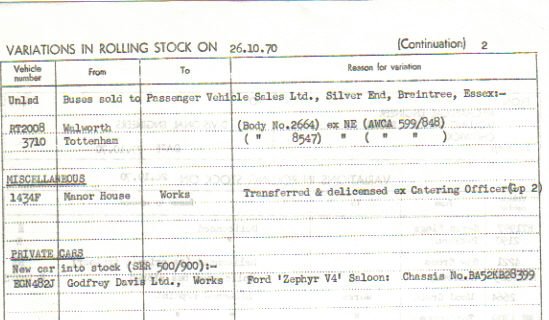 VARIATIONS IN ROLLING STOCK ON 26.10.70 (Continuation) 2
Vehicle number From To Reason for variation
Unlsd Buses sold to Passenger Vehicle Sales Ltd., Silver End, Braintree, Essex:-
RT2008 Walworth (Body No.2664) ex NE (AWCA 599/848)
3710 Tottenham ( " 8547) " ( " " )
MISCELLANEOUS
1434F Manor House Works Transferred & delicensed ex Catering Officer(Gp 2)
PRIVATE CARS
New car into stock (SER 500/900):-
EGN482J Godfrey Davis Ltd., Works Ford 'Zephyr V4' Saloon: Chassis No.BA52KB28399